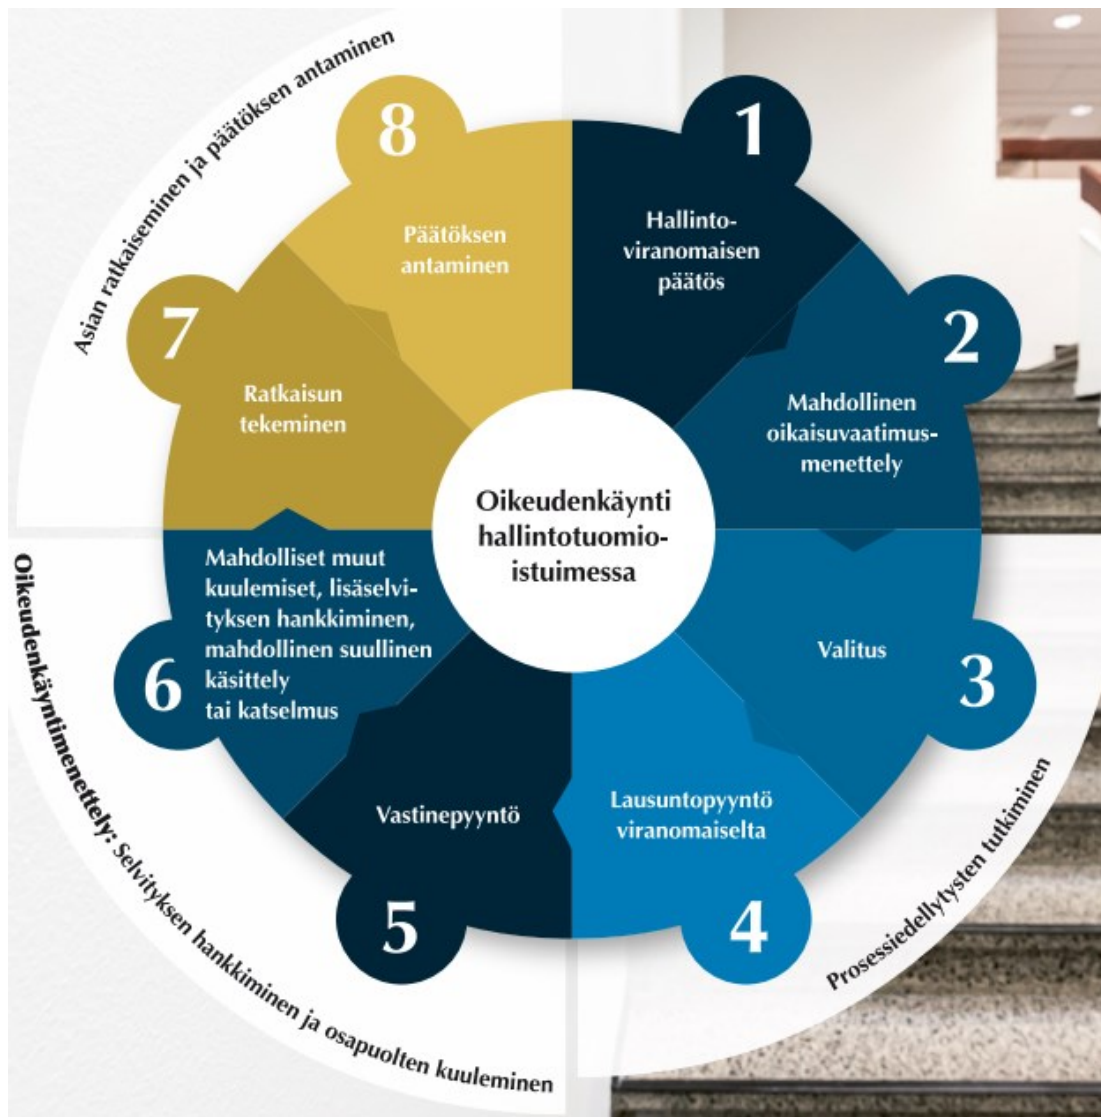 Oikeudenkäynti
hallintotuomio-
istuimessa
1
Hallinto-
viranomaisen
päätös
2
Mahdollinen
oikaisuvaatimus-
menettely
3
Valitus
4
Lausuntopyyntö
viranomaiselta
5
Vastinepyyntö
6
Mahdolliset muut
kuulemiset, lisäselvi-
tyksen hankkiminen,
mahdollinen suullinen
käsittely
tai katselmus
7
Ratkaisun
tekeminen
8
Päätöksen
antaminen
Prosessiedellytysten tutkiminen
Oikeudenkäyntimenettely: Selvityksen hankkiminen ja osapuolten kuuleminen
Asian ratkaiseminen ja päätöksen antaminen